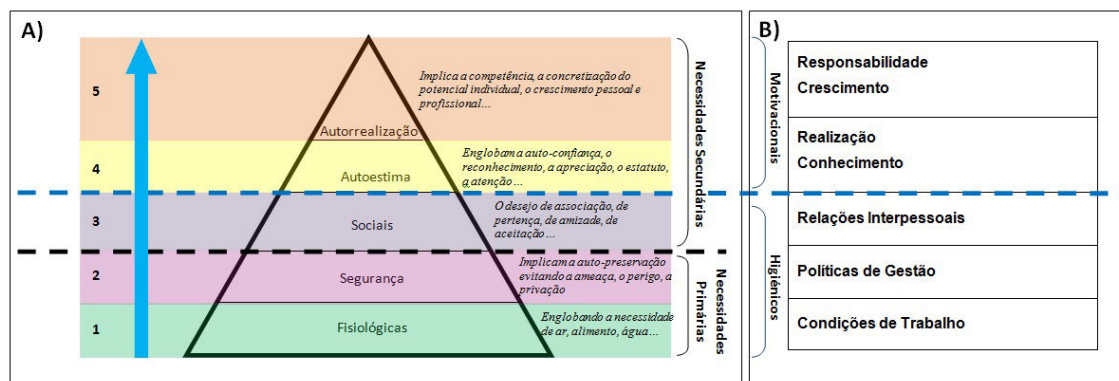 A)
5
Implica a competência, a concretização do
potencial individual, o crescimento pessoal e
profissional...
Autorrealização
4
Englobam a auto-confiança, o
reconhecimento, a apreciação, o estatuto,
a atenção...
Autoestima
3
O desejo de associação, de
pertença, de amizade, de
aceitação...
Sociais
Necessidades Secundárias
2
Implicam a auto-preservação
evitando a ameaça, o perigo, a
privação
Segurança
1
Englobando a necessidade
de ar, alimento, água...
Fisiológicas
Necessidades
Primárias
B)
Motivacionais
Responsabilidade
Crescimento
Realização
Conhecimento
Higiénicos
Relações Interpessoais
Políticas de Gestão
Condições de Trabalho